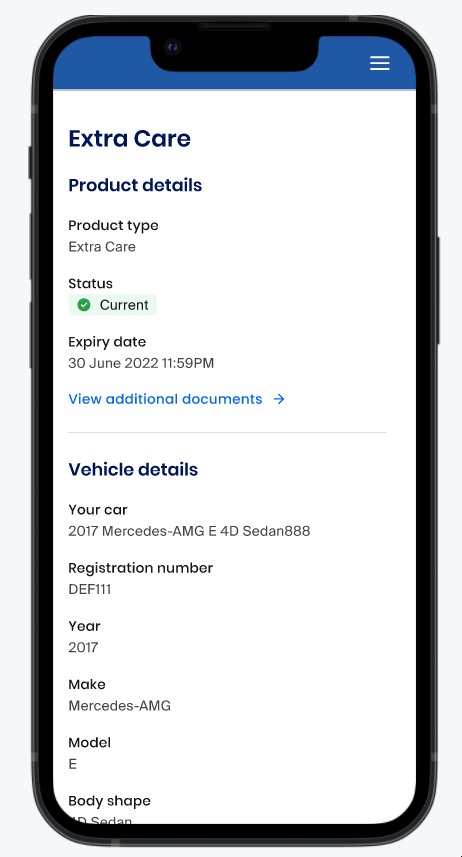 Extra Care
Product details
Product type
Extra Care
Status
Current
Expiry date
30 June 2022 11:59PM
View additional documents →
Vehicle details
Your car
2017 Mercedes-AMG E 4D Sedan888
Registration number
DEF111
Year
2017
Make
Mercedes-AMG
Model
E
Body shape
4D Sedan